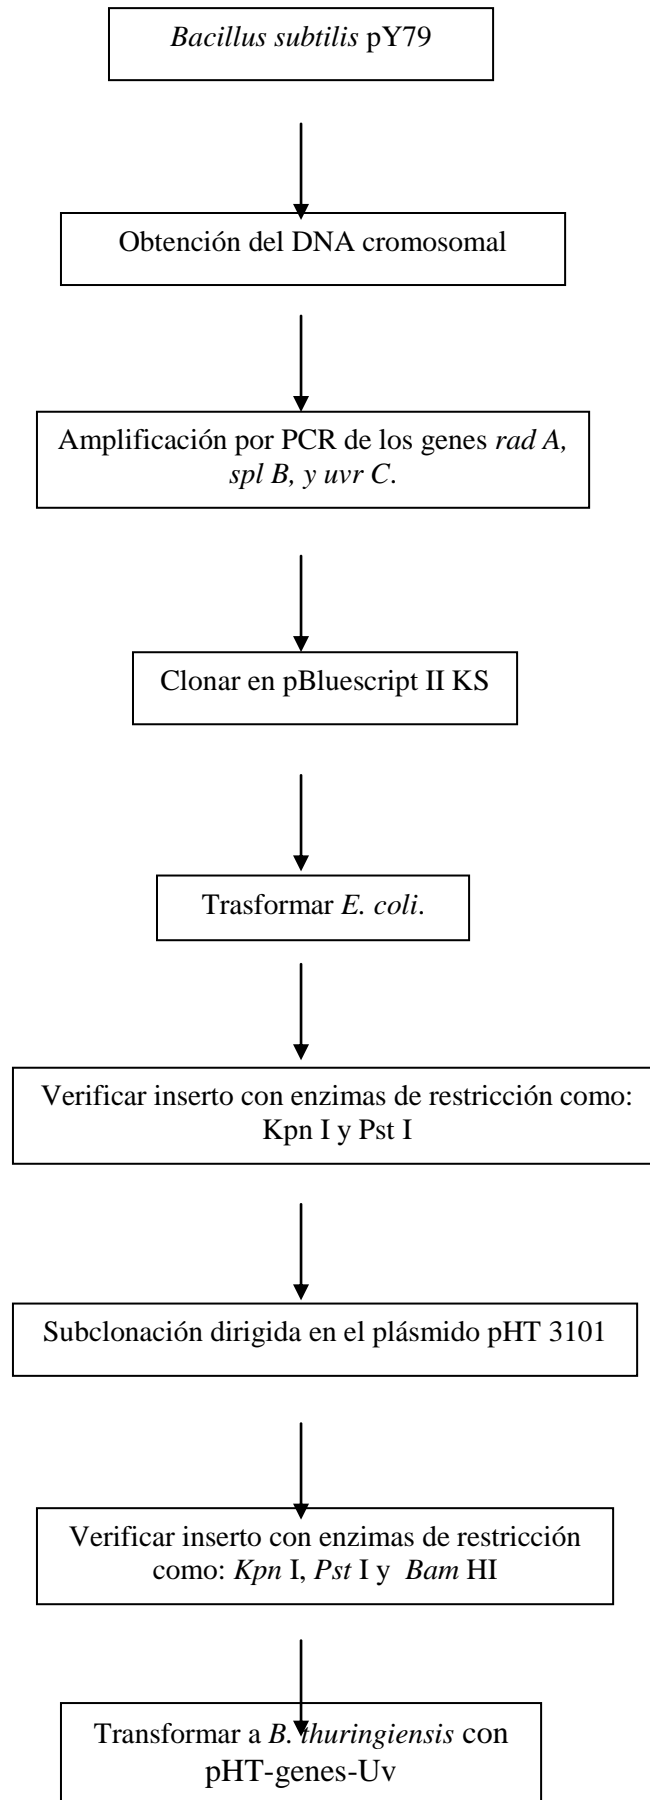 Bacillus subtilis pY79
Obtención del DNA cromosomal
Amplificación por PCR de los genes rad A,
spl B, y uvr C.
Clonar en pBluescript II KS
Trasformar E. coli.
Verificar inserto con enzimas de restricción como:
Kpn I y Pst I
Subclonación dirigida en el plásmido pHT 3101
Verificar inserto con enzimas de restricción
como: Kpn I, Pst I y Bam HI
Transformar a B. thuringiensis con
pHT-genes-Uv